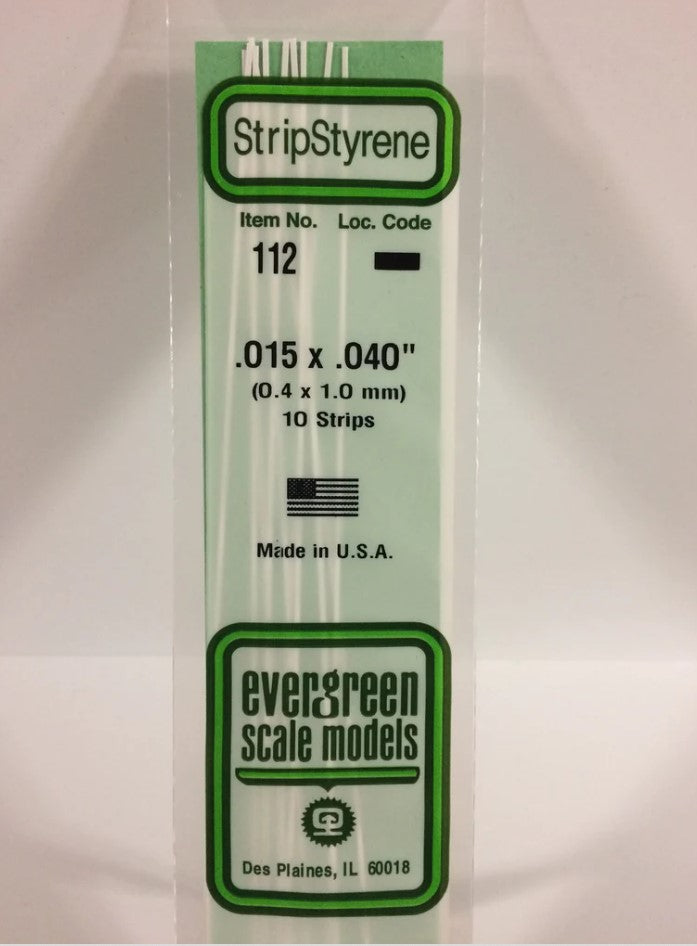 StripStyrene
Item No. Loc. Code
112
.015 x .040"
(0.4 x 1.0 mm)
10 Strips
Made in U.S.A.
evergreen
scale models
Des Plaines, IL 60018